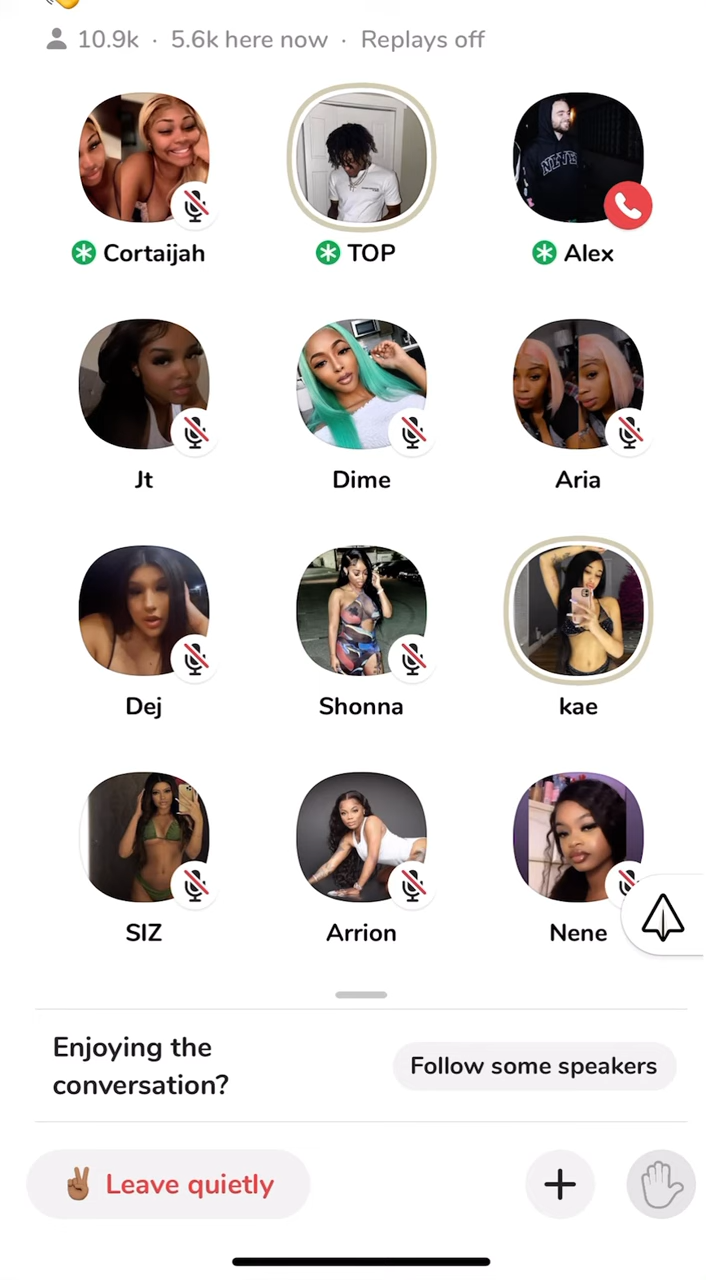 10.9k · 5.6k here now · Replays off
Cortaijah
TOP
Alex
Jt
Dime
Aria
Dej
Shonna
kae
SIZ
Arrion
Nene
Enjoying the
conversation?
Follow some speakers
✌🏽 Leave quietly